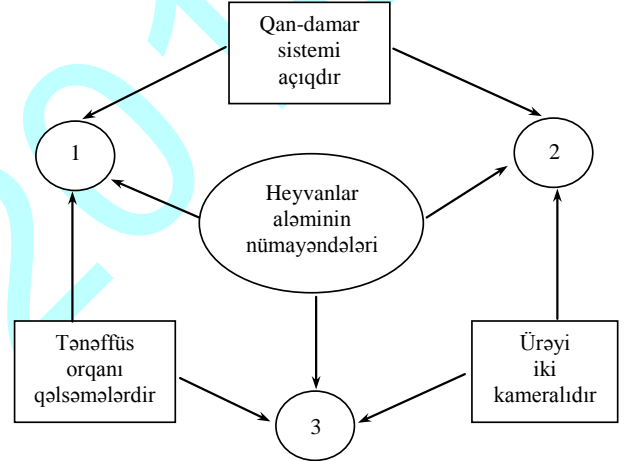 Qan-damar
sistemi
açıqdır
1
2
Heyvanlar
aləminin
nümayəndələri
Tənəffüs
orqanı
qəlsəmələrdir
Ürəyi
iki
kameralıdır
3